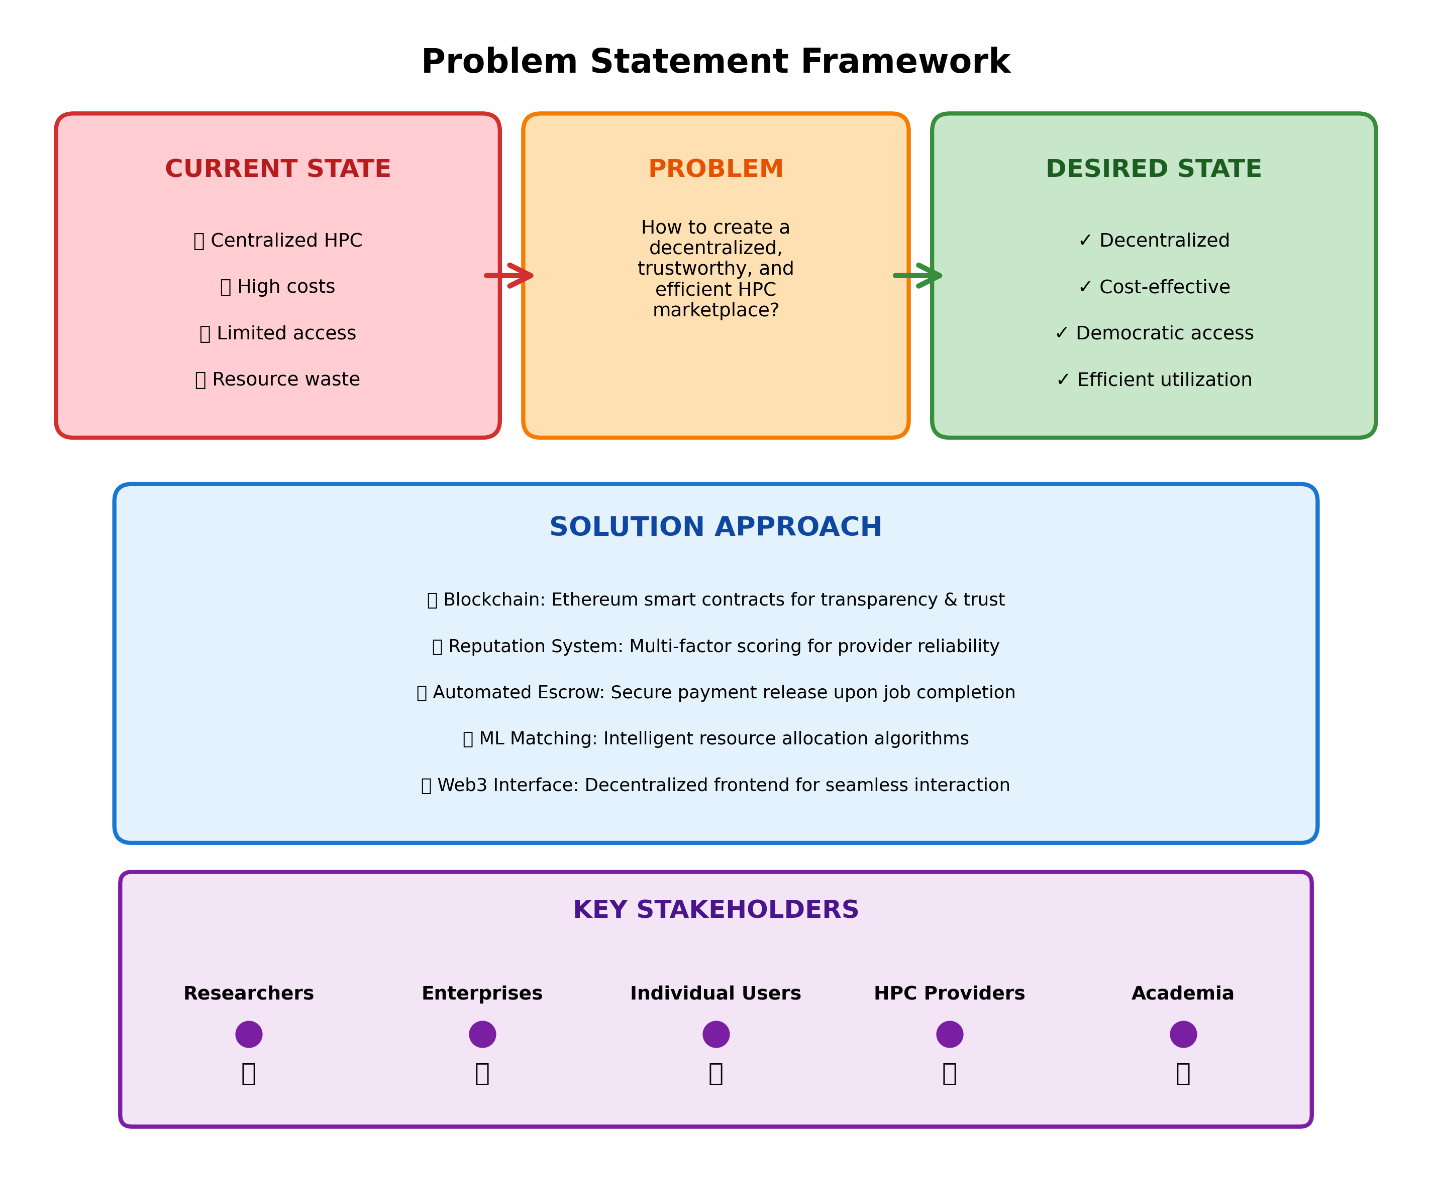 Problem Statement Framework
CURRENT STATE
▯ Centralized HPC
▯ High costs
▯ Limited access
▯ Resource waste
PROBLEM
How to create a
decentralized,
trustworthy, and
efficient HPC
marketplace?
DESIRED STATE
✓ Decentralized
✓ Cost-effective
✓ Democratic access
✓ Efficient utilization
SOLUTION APPROACH
▯ Blockchain: Ethereum smart contracts for transparency & trust
▯ Reputation System: Multi-factor scoring for provider reliability
▯ Automated Escrow: Secure payment release upon job completion
▯ ML Matching: Intelligent resource allocation algorithms
▯ Web3 Interface: Decentralized frontend for seamless interaction
KEY STAKEHOLDERS
Researchers
Enterprises
Individual Users
HPC Providers
Academia
▯ ▯ ▯ ▯ ▯